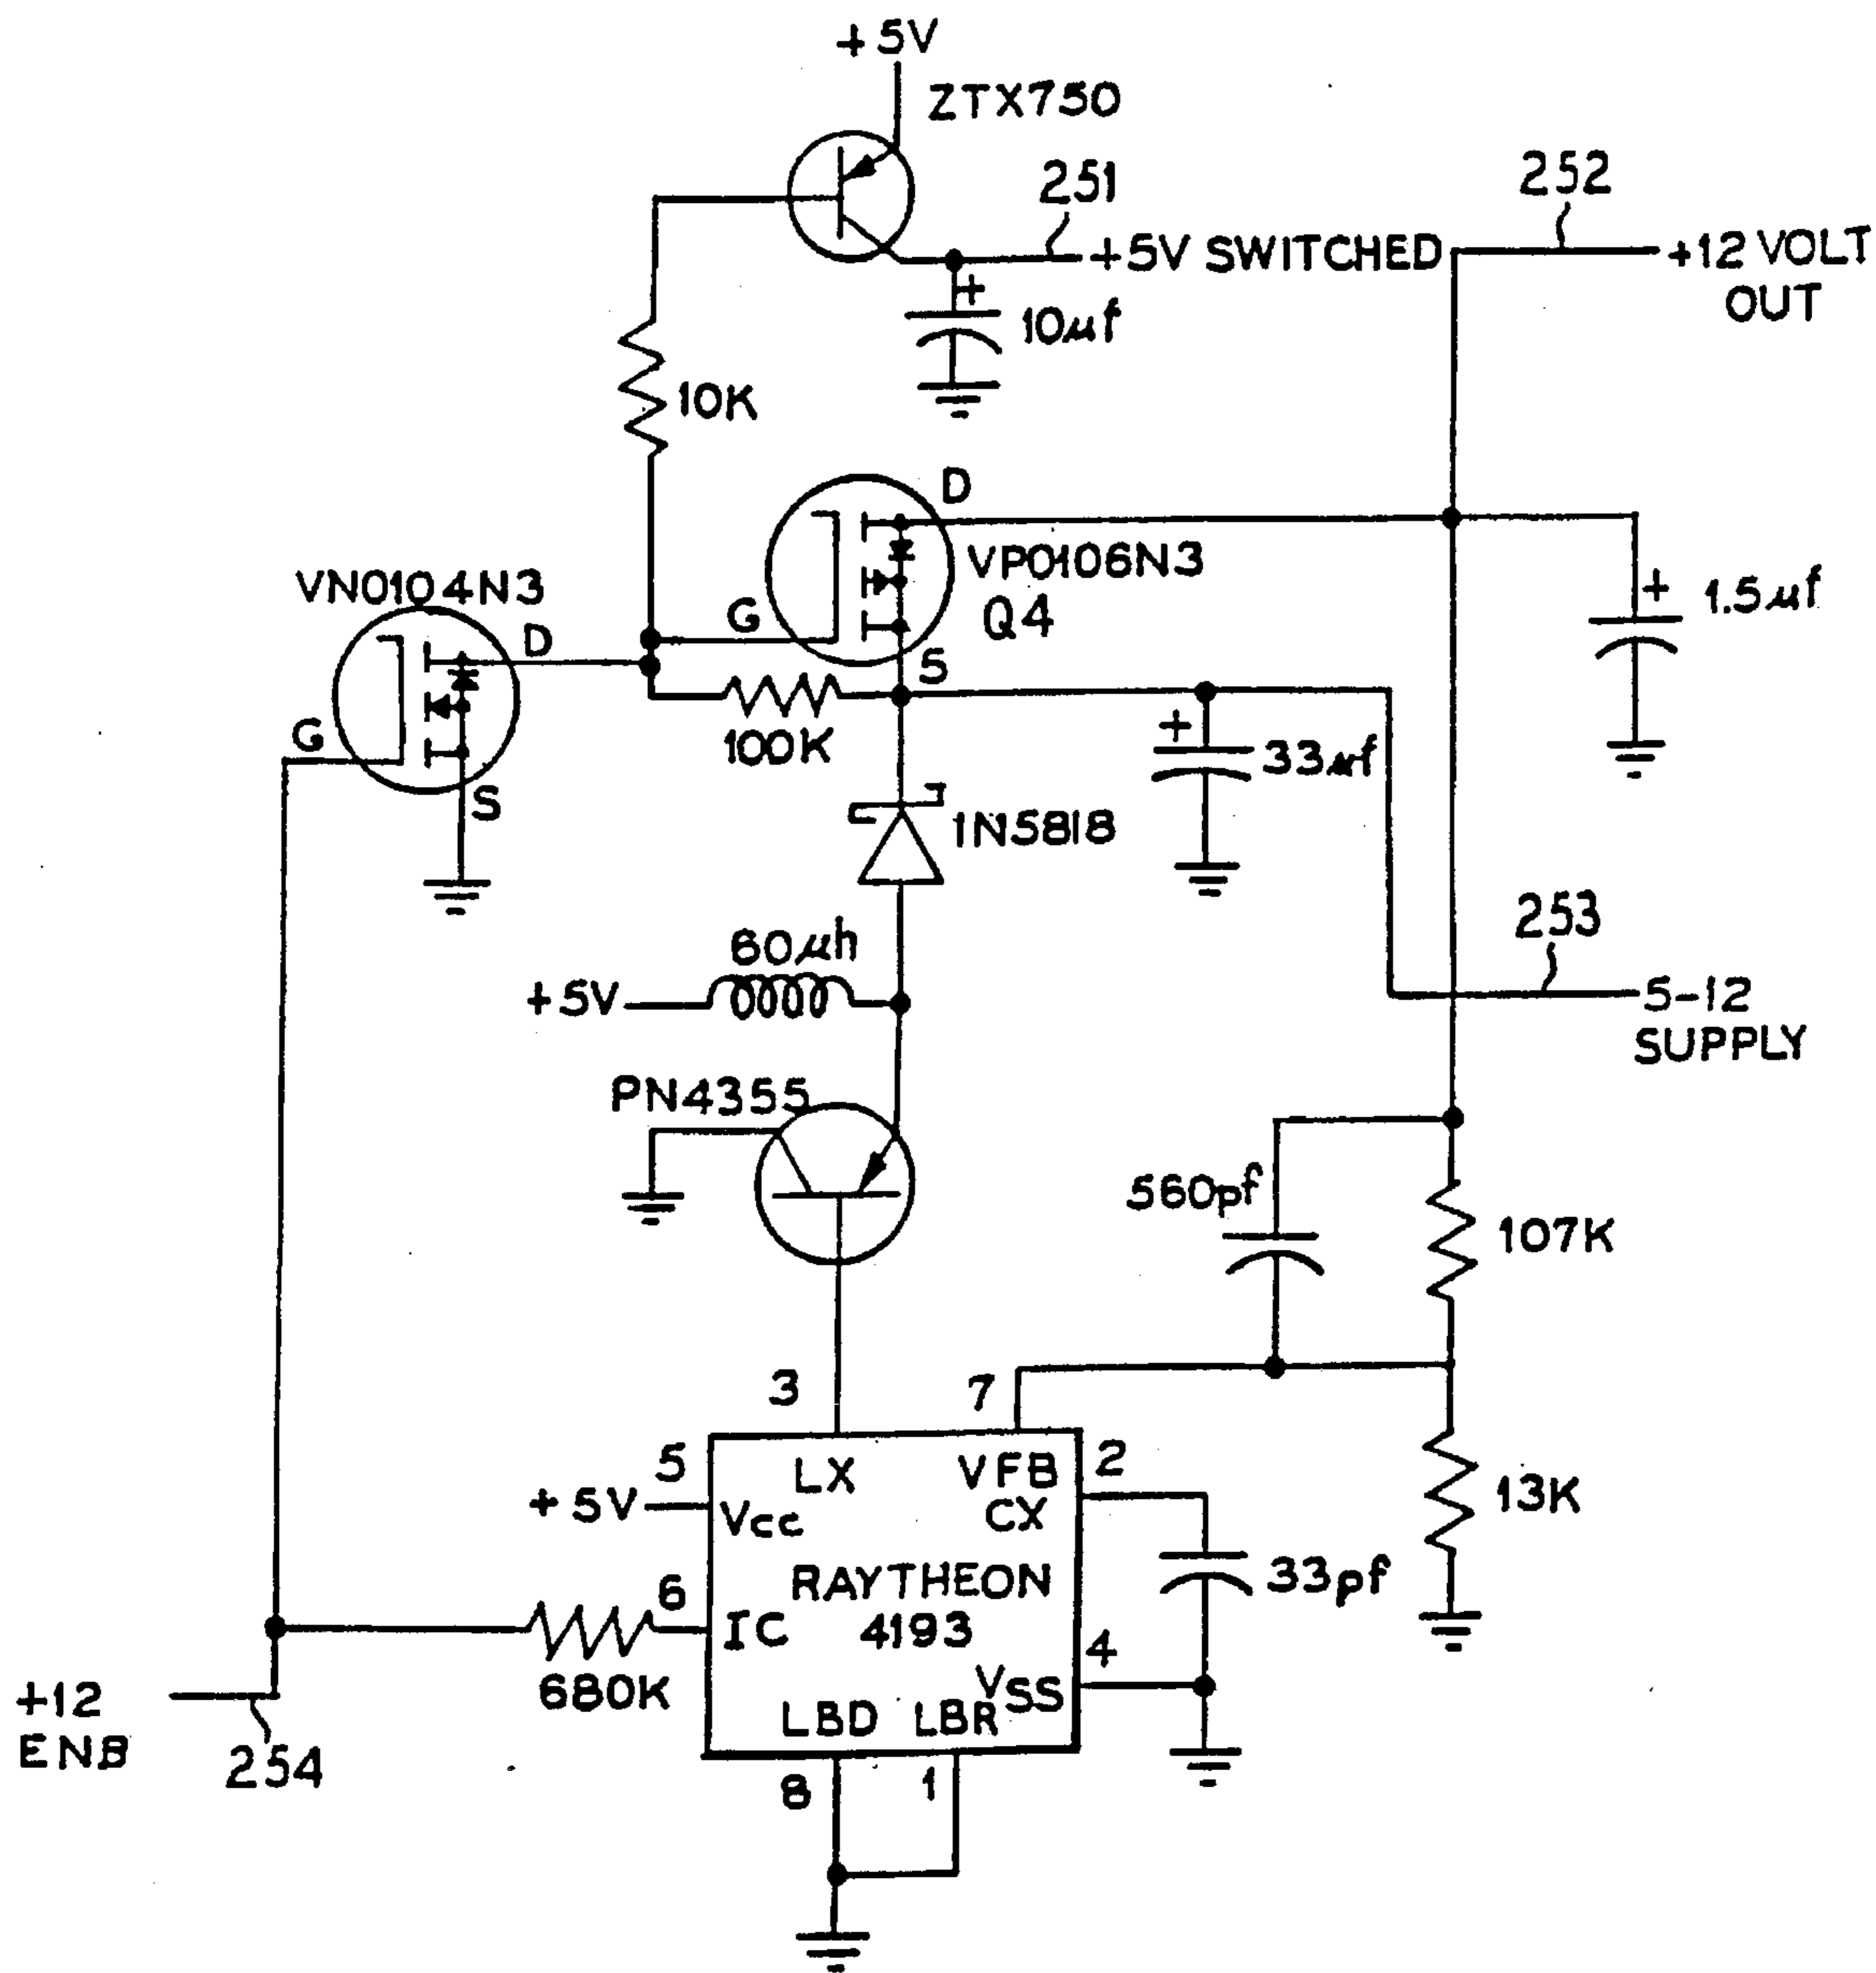 +5V
ZTX750
251
252
+5V SWITCHED
+12 VOLT
OUT
+
10µf
10K
D
VP0106N3
Q4
G
S
VN0104N3
D
G
S
+
1.5µf
100K
+
33µf
1N5818
253
60µh
+5V
5-12
SUPPLY
PN4355
560pf
107K
3
7
5
LX
VFB
2
+5V
Vcc
CX
13K
RAYTHEON
4193
33pf
6
IC
4
680K
VSS
+12
ENB
254
LBD
LBR
8
1